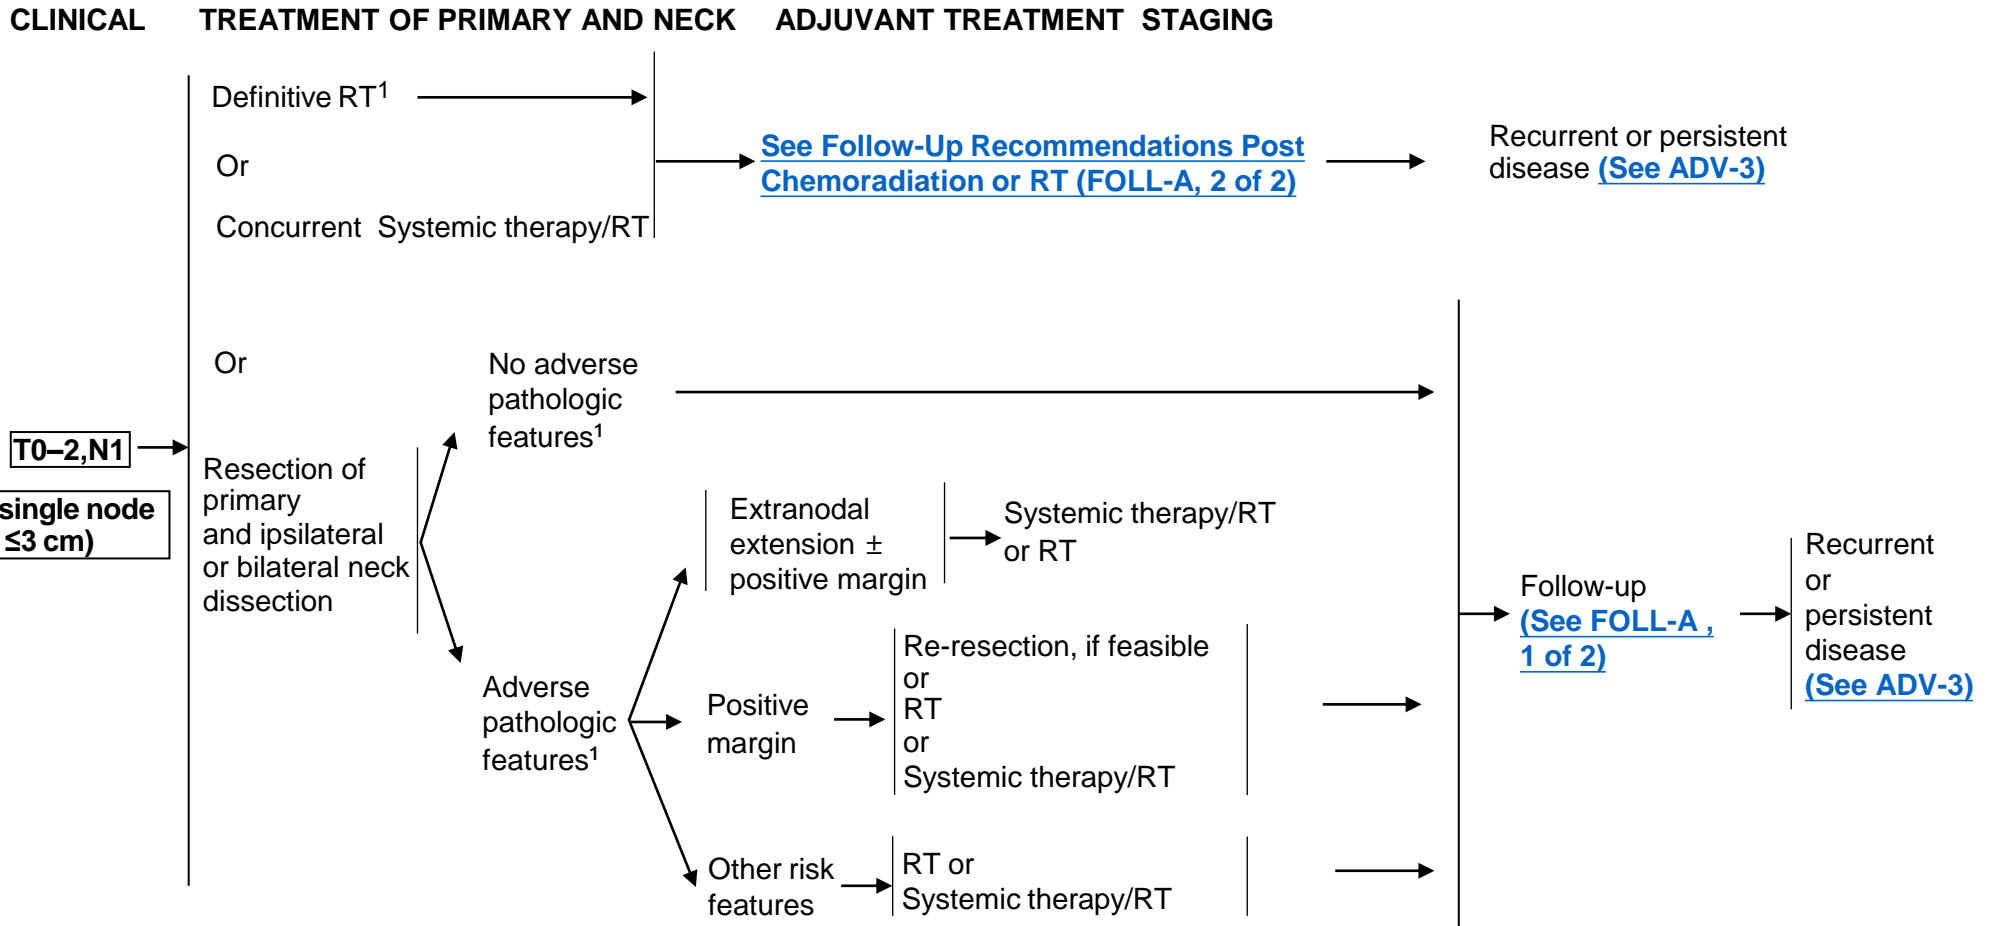 CLINICAL TREATMENT OF PRIMARY AND NECK ADJUVANT TREATMENT STAGING
Definitive RT¹
Or
Concurrent Systemic therapy/RT
See Follow-Up Recommendations Post
Chemoradiation or RT (FOLL-A, 2 of 2)
Recurrent or persistent
disease (See ADV-3)
Or
T0–2,N1
single node
≤3 cm)
Resection of
primary
and ipsilateral
or bilateral neck
dissection
No adverse
pathologic
features¹
Adverse
pathologic
features¹
Extranodal
extension ±
positive margin
Systemic therapy/RT
or RT
Positive
margin
Re-resection, if feasible
or
RT
or
Systemic therapy/RT
Other risk
features
RT or
Systemic therapy/RT
Follow-up
(See FOLL-A ,
1 of 2)
Recurrent
or
persistent
disease
(See ADV-3)